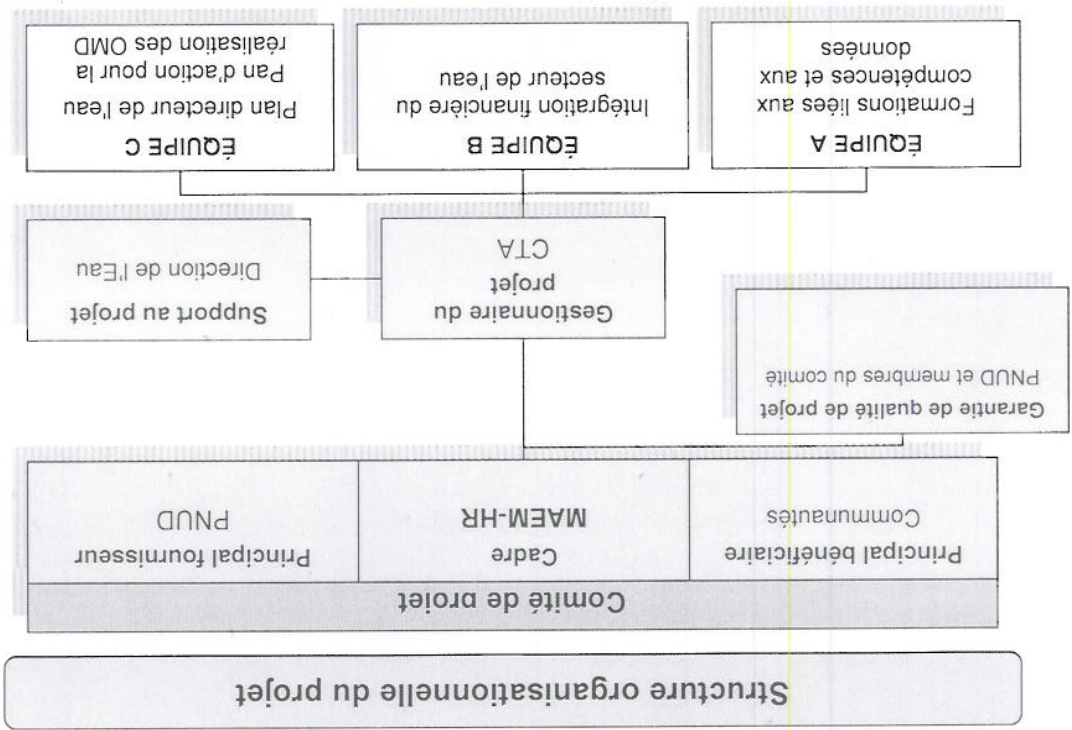 Structure organisationnelle du projet
Comité de projet
Principal bénéficiaire
Communautés
Cadre
MAEM-HR
Principal fournisseur
PNUD
Garantie de qualité de projet
PNUD et membres du comité
Gestionnaire du
projet
CTA
Support au projet
Direction de l'Eau
ÉQUIPE A
Formations liées aux
compétences et aux
données
ÉQUIPE B
Intégration financière du
secteur de l'eau
ÉQUIPE C
Plan directeur de l'eau
Pan d'action pour la
réalisation des OMD